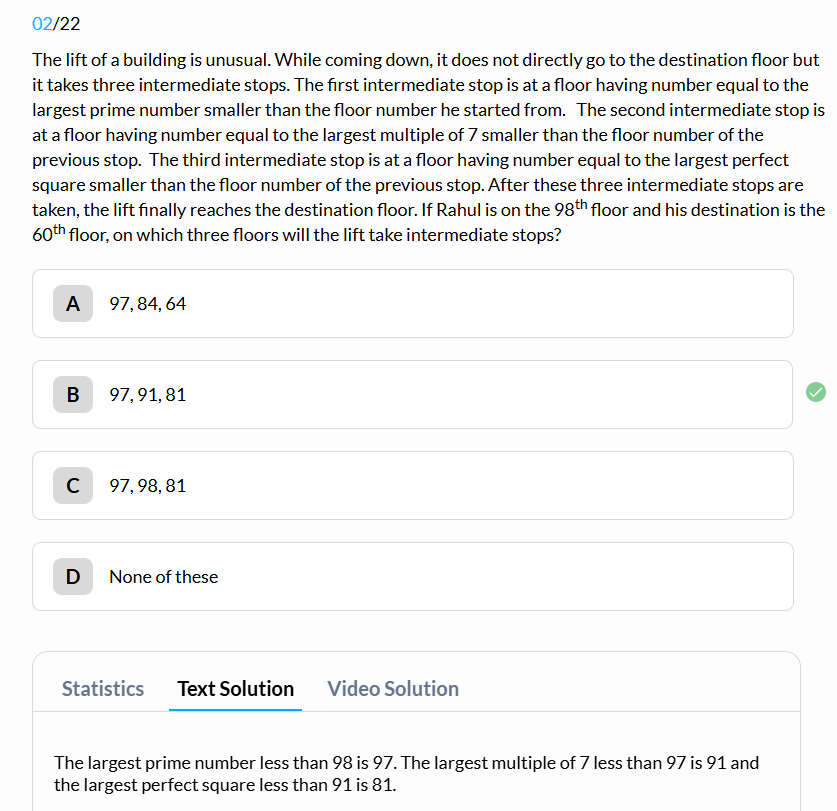 02/22
The lift of a building is unusual. While coming down, it does not directly go to the destination floor but
it takes three intermediate stops. The first intermediate stop is at a floor having number equal to the
largest prime number smaller than the floor number he started from. The second intermediate stop is
at a floor having number equal to the largest multiple of 7 smaller than the floor number of the
previous stop. The third intermediate stop is at a floor having number equal to the largest perfect
square smaller than the floor number of the previous stop. After these three intermediate stops are
taken, the lift finally reaches the destination floor. If Rahul is on the 98th floor and his destination is the
60th floor, on which three floors will the lift take intermediate stops?
A 97, 84, 64
B 97, 91, 81
C 97, 98, 81
D None of these
Statistics Text Solution Video Solution
The largest prime number less than 98 is 97. The largest multiple of 7 less than 97 is 91 and
the largest perfect square less than 91 is 81.